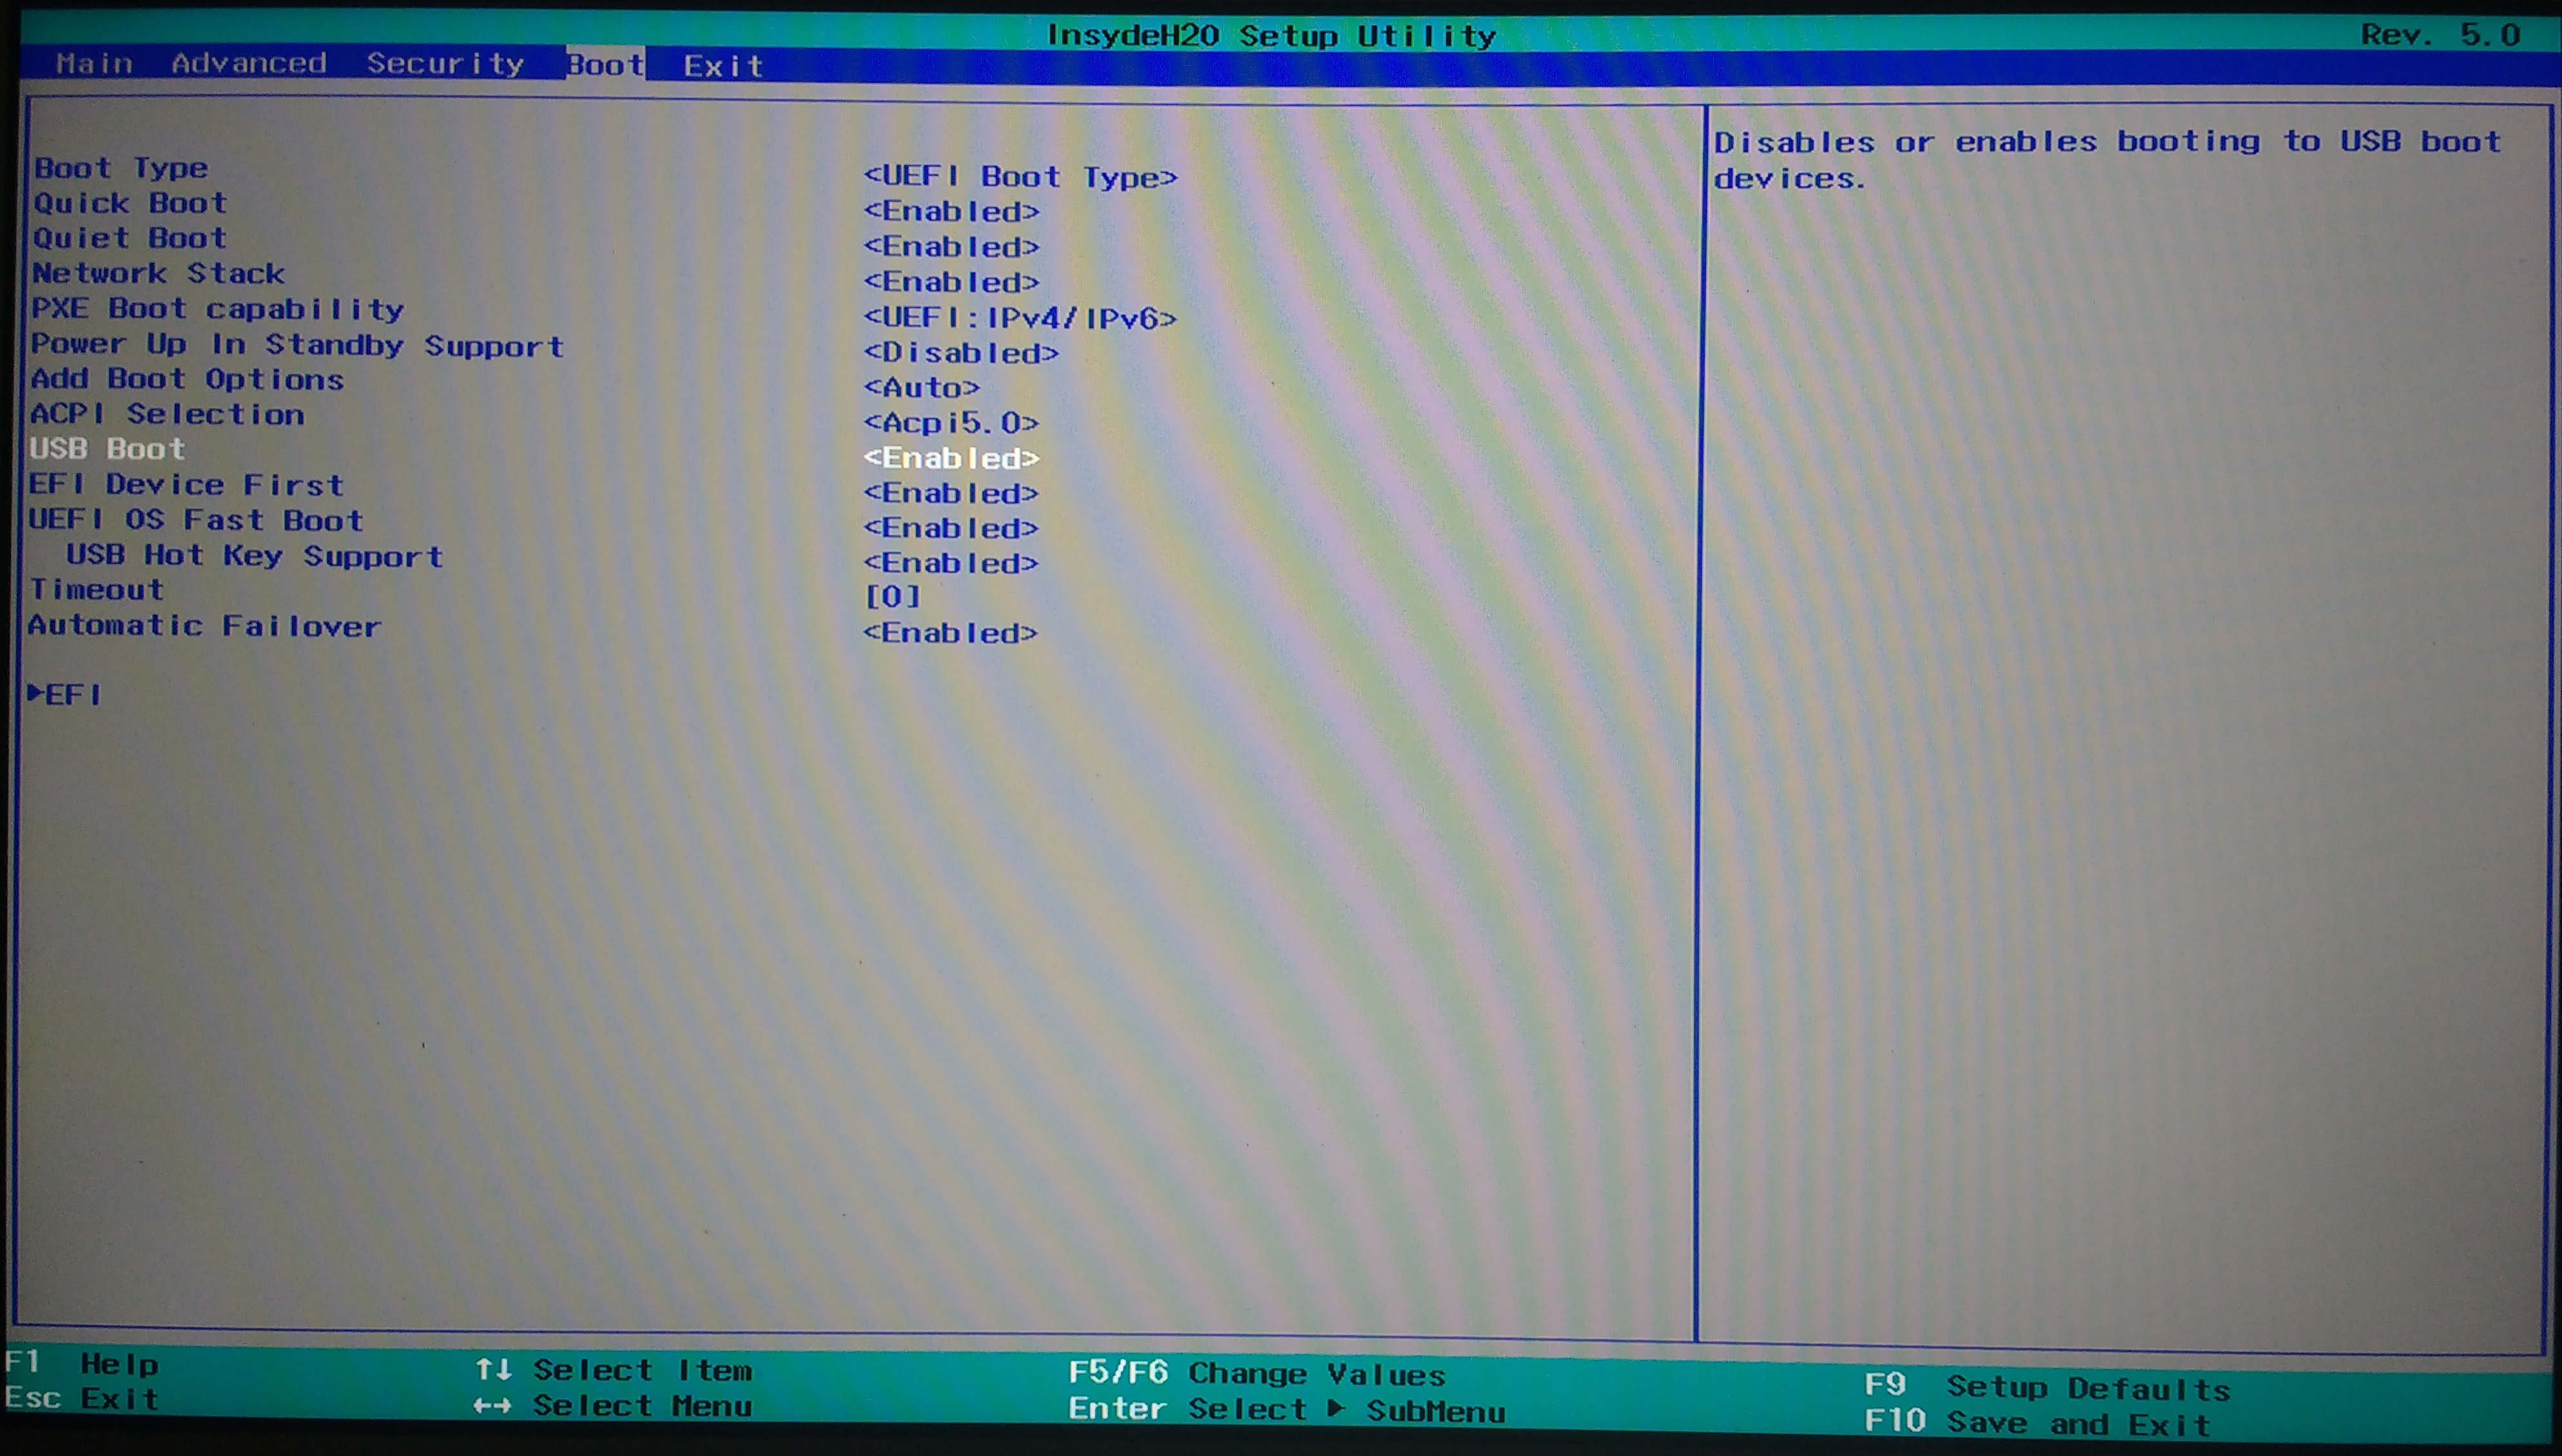 InsydeH20 Setup Utility Rev. 5.0
Main Advanced Security Boot Exit
Boot Type <UEFI Boot Type>
Quick Boot <Enabled>
Quiet Boot <Enabled>
Network Stack <Enabled>
PXE Boot capability <UEFI:IPv4/IPv6>
Power Up In Standby Support <Disabled>
Add Boot Options <Auto>
ACPI Selection <Acpi5.0>
USB Boot <Enabled>
EFI Device First <Enabled>
UEFI OS Fast Boot <Enabled>
USB Hot Key Support <Enabled>
Timeout [0]
Automatic Failover <Enabled>
►EFI
Disables or enables booting to USB boot
devices.
F1 Help ↑↓ Select Item F5/F6 Change Values F9 Setup Defaults
Esc Exit ←→ Select Menu Enter Select ► SubMenu F10 Save and Exit